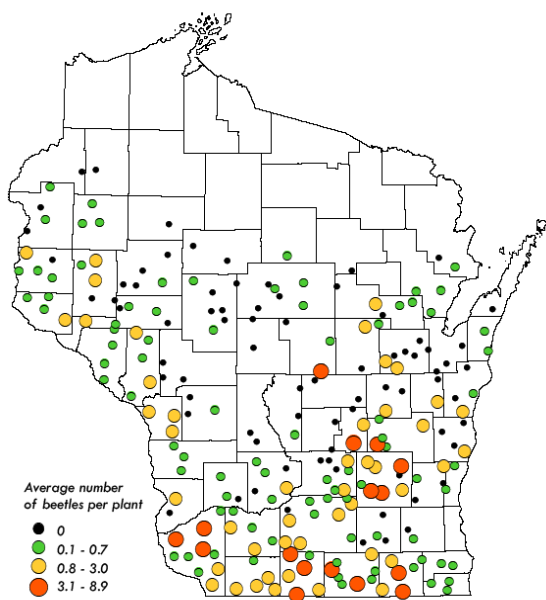 Average number
of beetles per plant
0
0.1 - 0.7
0.8 - 3.0
3.1 - 8.9